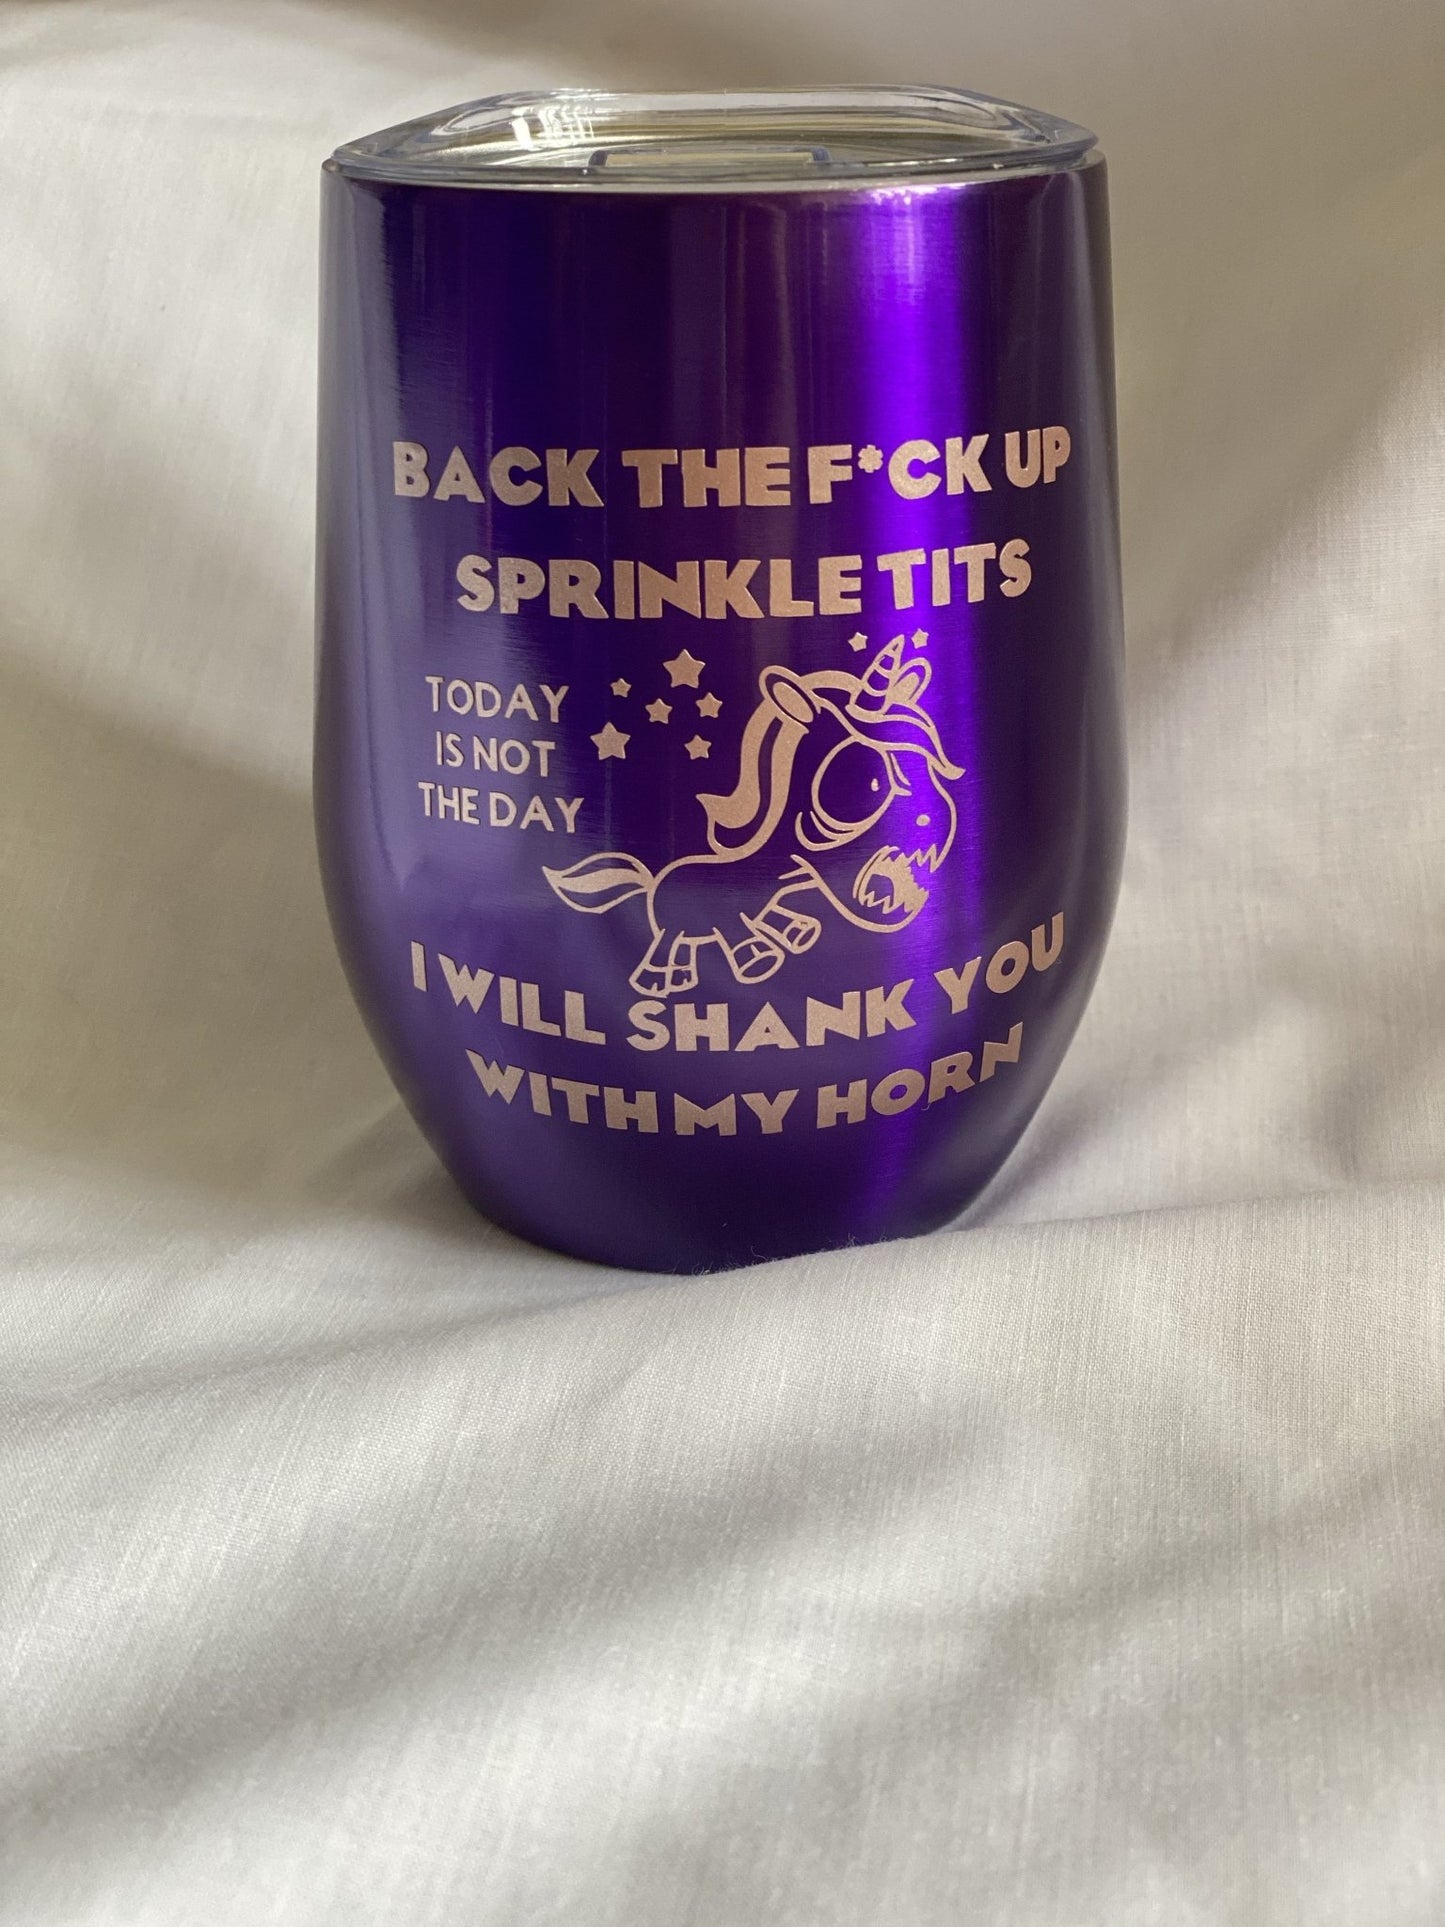 BACK THE F*CK UP
SPRINKLE TITS
TODAY
IS NOT
THE DAY
I WILL SHANK YOU
WITH MY HORN